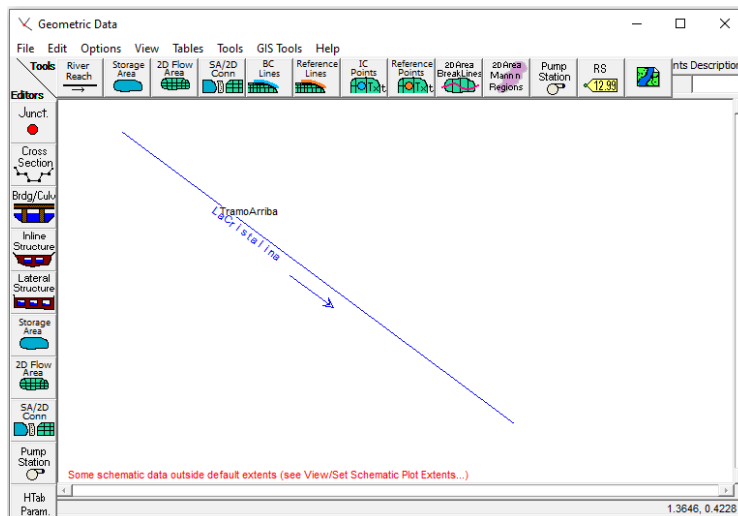 Geometric Data
File Edit Options View Tables Tools GIS Tools Help
Tools
Editors
River
Reach
Storage
Area
2D Flow
Area
SA/2D
Conn
BC
Lines
Reference
Lines
IC
Points
Reference
Points
2D Area
BreakLines
2D Area
Mann n
Regions
Pump
Station
RS
12.99
nts Description
Junct.
Cross
Section
Brdg/Culv
Inline
Structure
Lateral
Structure
Storage
Area
2D Flow
Area
SA/2D
Conn
Pump
Station
HTab
Param.
TramoArriba
LaCristalina
Some schematic data outside default extents (see View/Set Schematic Plot Extents...)
1.3646, 0.4228